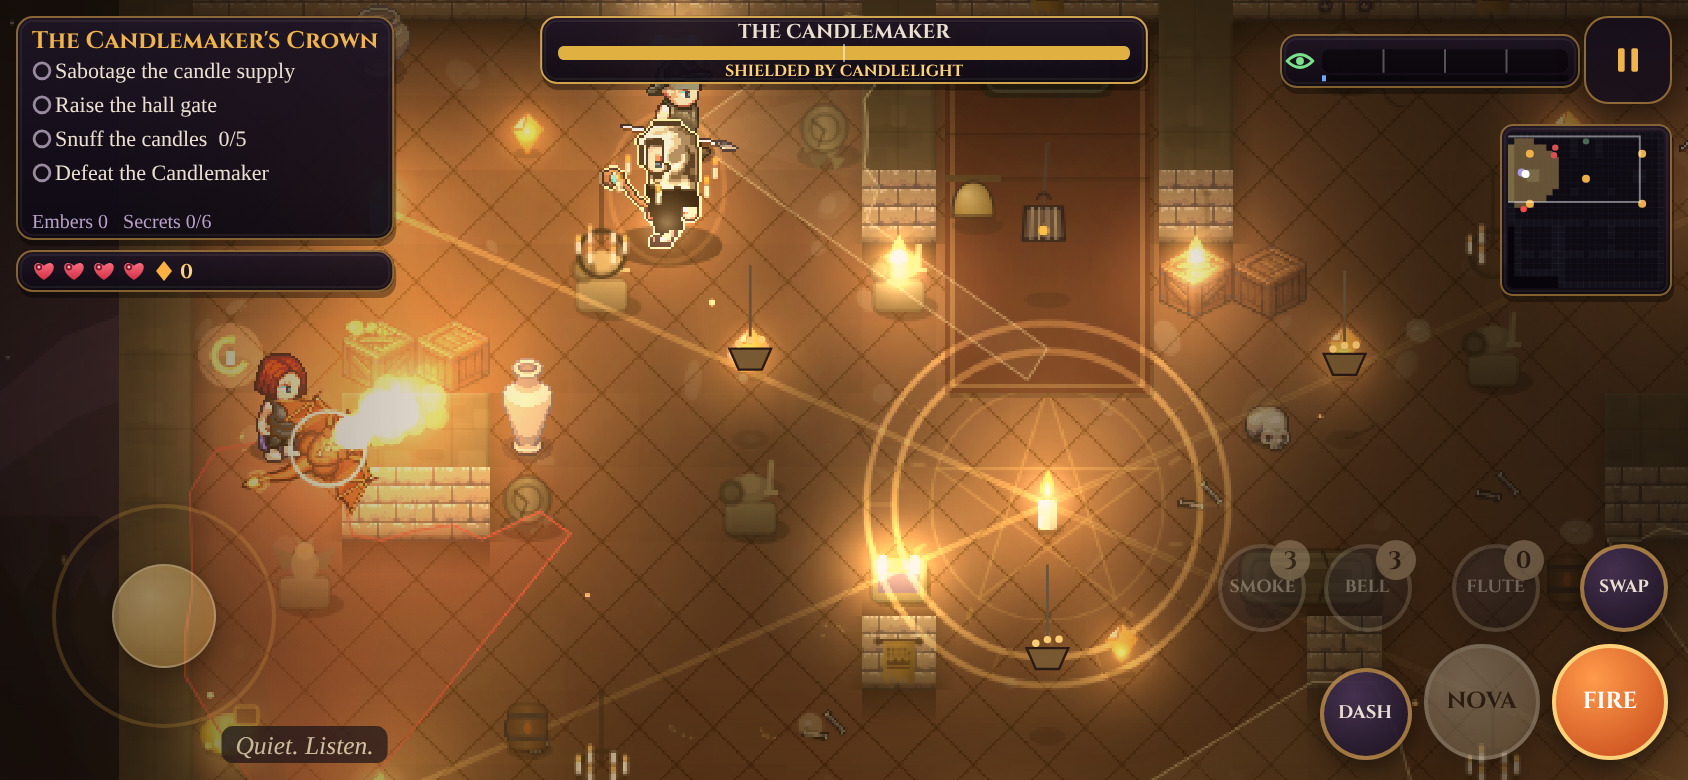 THE CANDLEMAKER'S CROWN
Sabotage the candle supply
Raise the hall gate
Snuff the candles 0/5
Defeat the Candlemaker
Embers 0 Secrets 0/6
0
THE CANDLEMAKER
SHIELDED BY CANDLELIGHT
3
3
0
SMOKE
BELL
FLUTE
SWAP
DASH
NOVA
FIRE
Quiet. Listen.